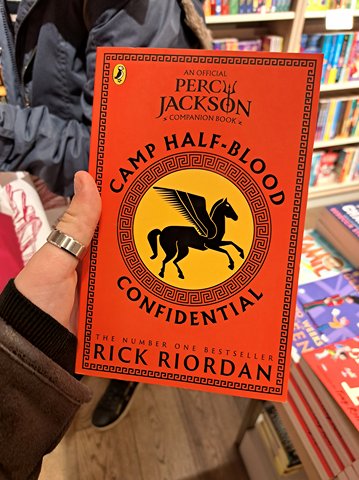 AN OFFICIAL
PERCY
JACKSON
COMPANION BOOK
CAMP HALF-BLOOD
CONFIDENTIAL
THE NUMBER ONE BESTSELLER
RICK RIORDAN